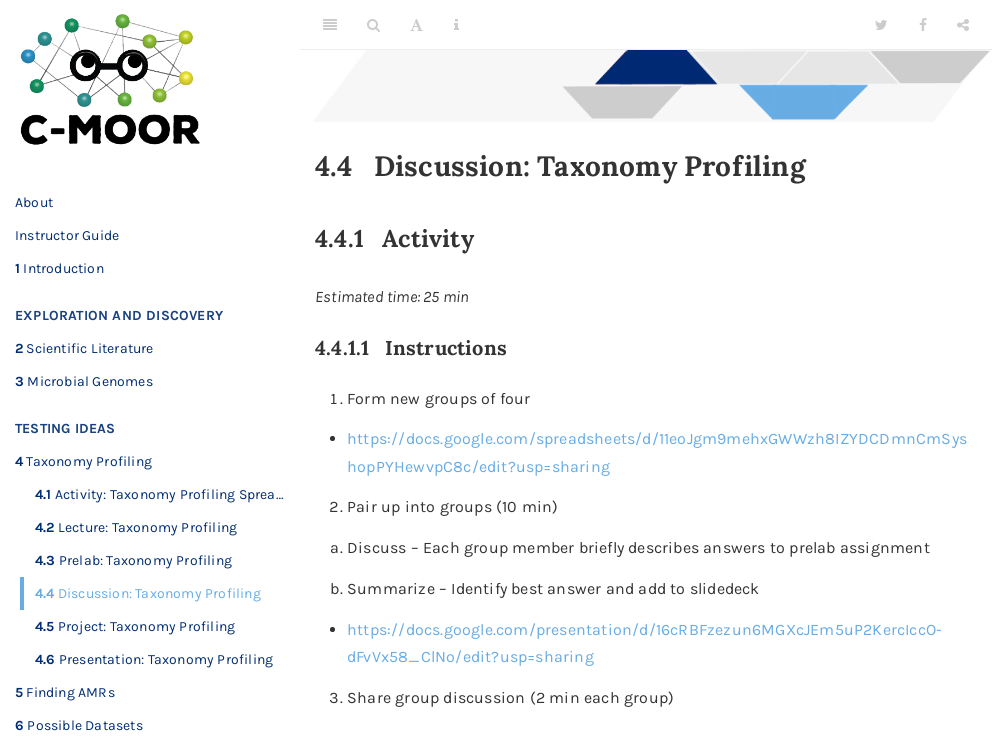 C-MOOR
About
Instructor Guide
1 Introduction
EXPLORATION AND DISCOVERY
2 Scientific Literature
3 Microbial Genomes
TESTING IDEAS
4 Taxonomy Profiling
4.1 Activity: Taxonomy Profiling Sprea…
4.2 Lecture: Taxonomy Profiling
4.3 Prelab: Taxonomy Profiling
4.4 Discussion: Taxonomy Profiling
4.5 Project: Taxonomy Profiling
4.6 Presentation: Taxonomy Profiling
5 Finding AMRs
6 Possible Datasets
4.4 Discussion: Taxonomy Profiling
4.4.1 Activity
Estimated time: 25 min
4.4.1.1 Instructions
1. Form new groups of four
• https://docs.google.com/spreadsheets/d/11eoJgm9mehxGWWzh8IZYDCDmnCmSys
hopPYHewvpC8c/edit?usp=sharing
2. Pair up into groups (10 min)
a. Discuss – Each group member briefly describes answers to prelab assignment
b. Summarize – Identify best answer and add to slidedeck
• https://docs.google.com/presentation/d/16cRBFzezun6MGXcJEm5uP2KercIccO-
dFvVx58_ClNo/edit?usp=sharing
3. Share group discussion (2 min each group)